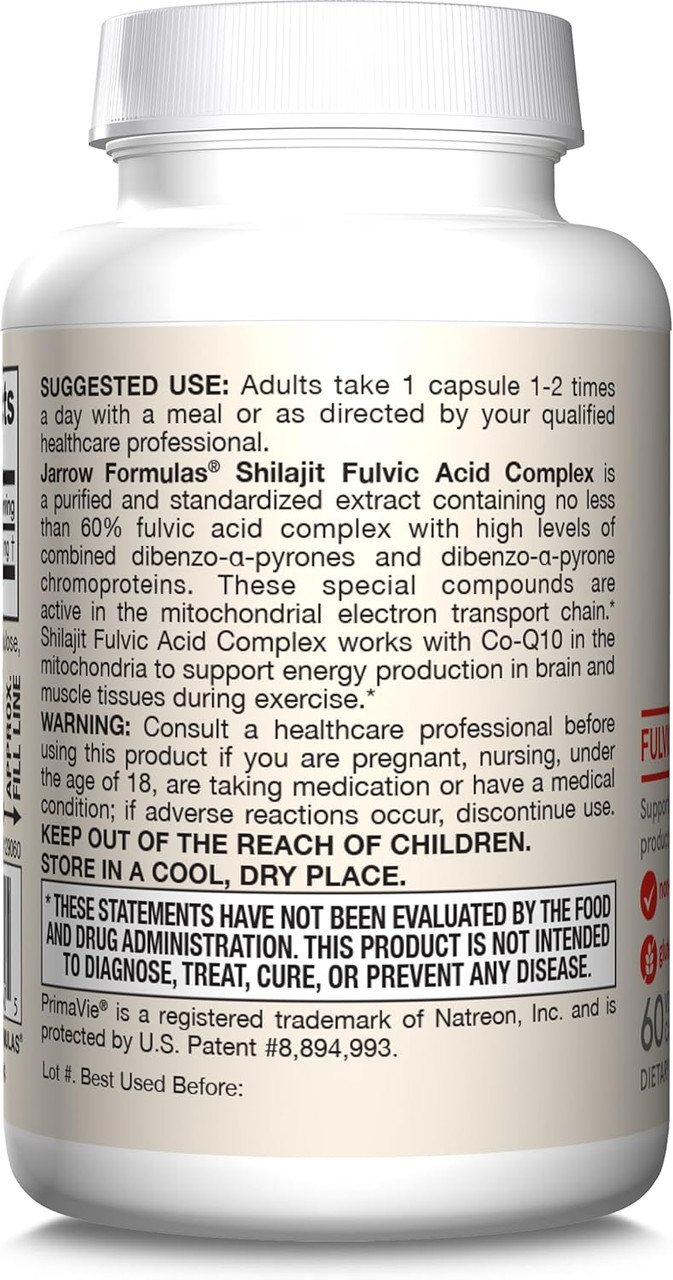 SUGGESTED USE: Adults take 1 capsule 1-2 times
a day with a meal or as directed by your qualified
healthcare professional.
Jarrow Formulas® Shilajit Fulvic Acid Complex is
a purified and standardized extract containing no less
than 60% fulvic acid complex with high levels of
combined dibenzo-α-pyrones and dibenzo-α-pyrone
chromoproteins. These special compounds are
active in the mitochondrial electron transport chain.*
Shilajit Fulvic Acid Complex works with Co-Q10 in the
mitochondria to support energy production in brain and
muscle tissues during exercise.*
WARNING: Consult a healthcare professional before
using this product if you are pregnant, nursing, under
the age of 18, are taking medication or have a medical
condition; if adverse reactions occur, discontinue use.
KEEP OUT OF THE REACH OF CHILDREN.
STORE IN A COOL, DRY PLACE.
*THESE STATEMENTS HAVE NOT BEEN EVALUATED BY THE FOOD
AND DRUG ADMINISTRATION. THIS PRODUCT IS NOT INTENDED
TO DIAGNOSE, TREAT, CURE, OR PREVENT ANY DISEASE.
PrimaVie® is a registered trademark of Natreon, Inc. and is
protected by U.S. Patent #8,894,993.
Lot #. Best Used Before:
APPROX.
FILL LINE
60